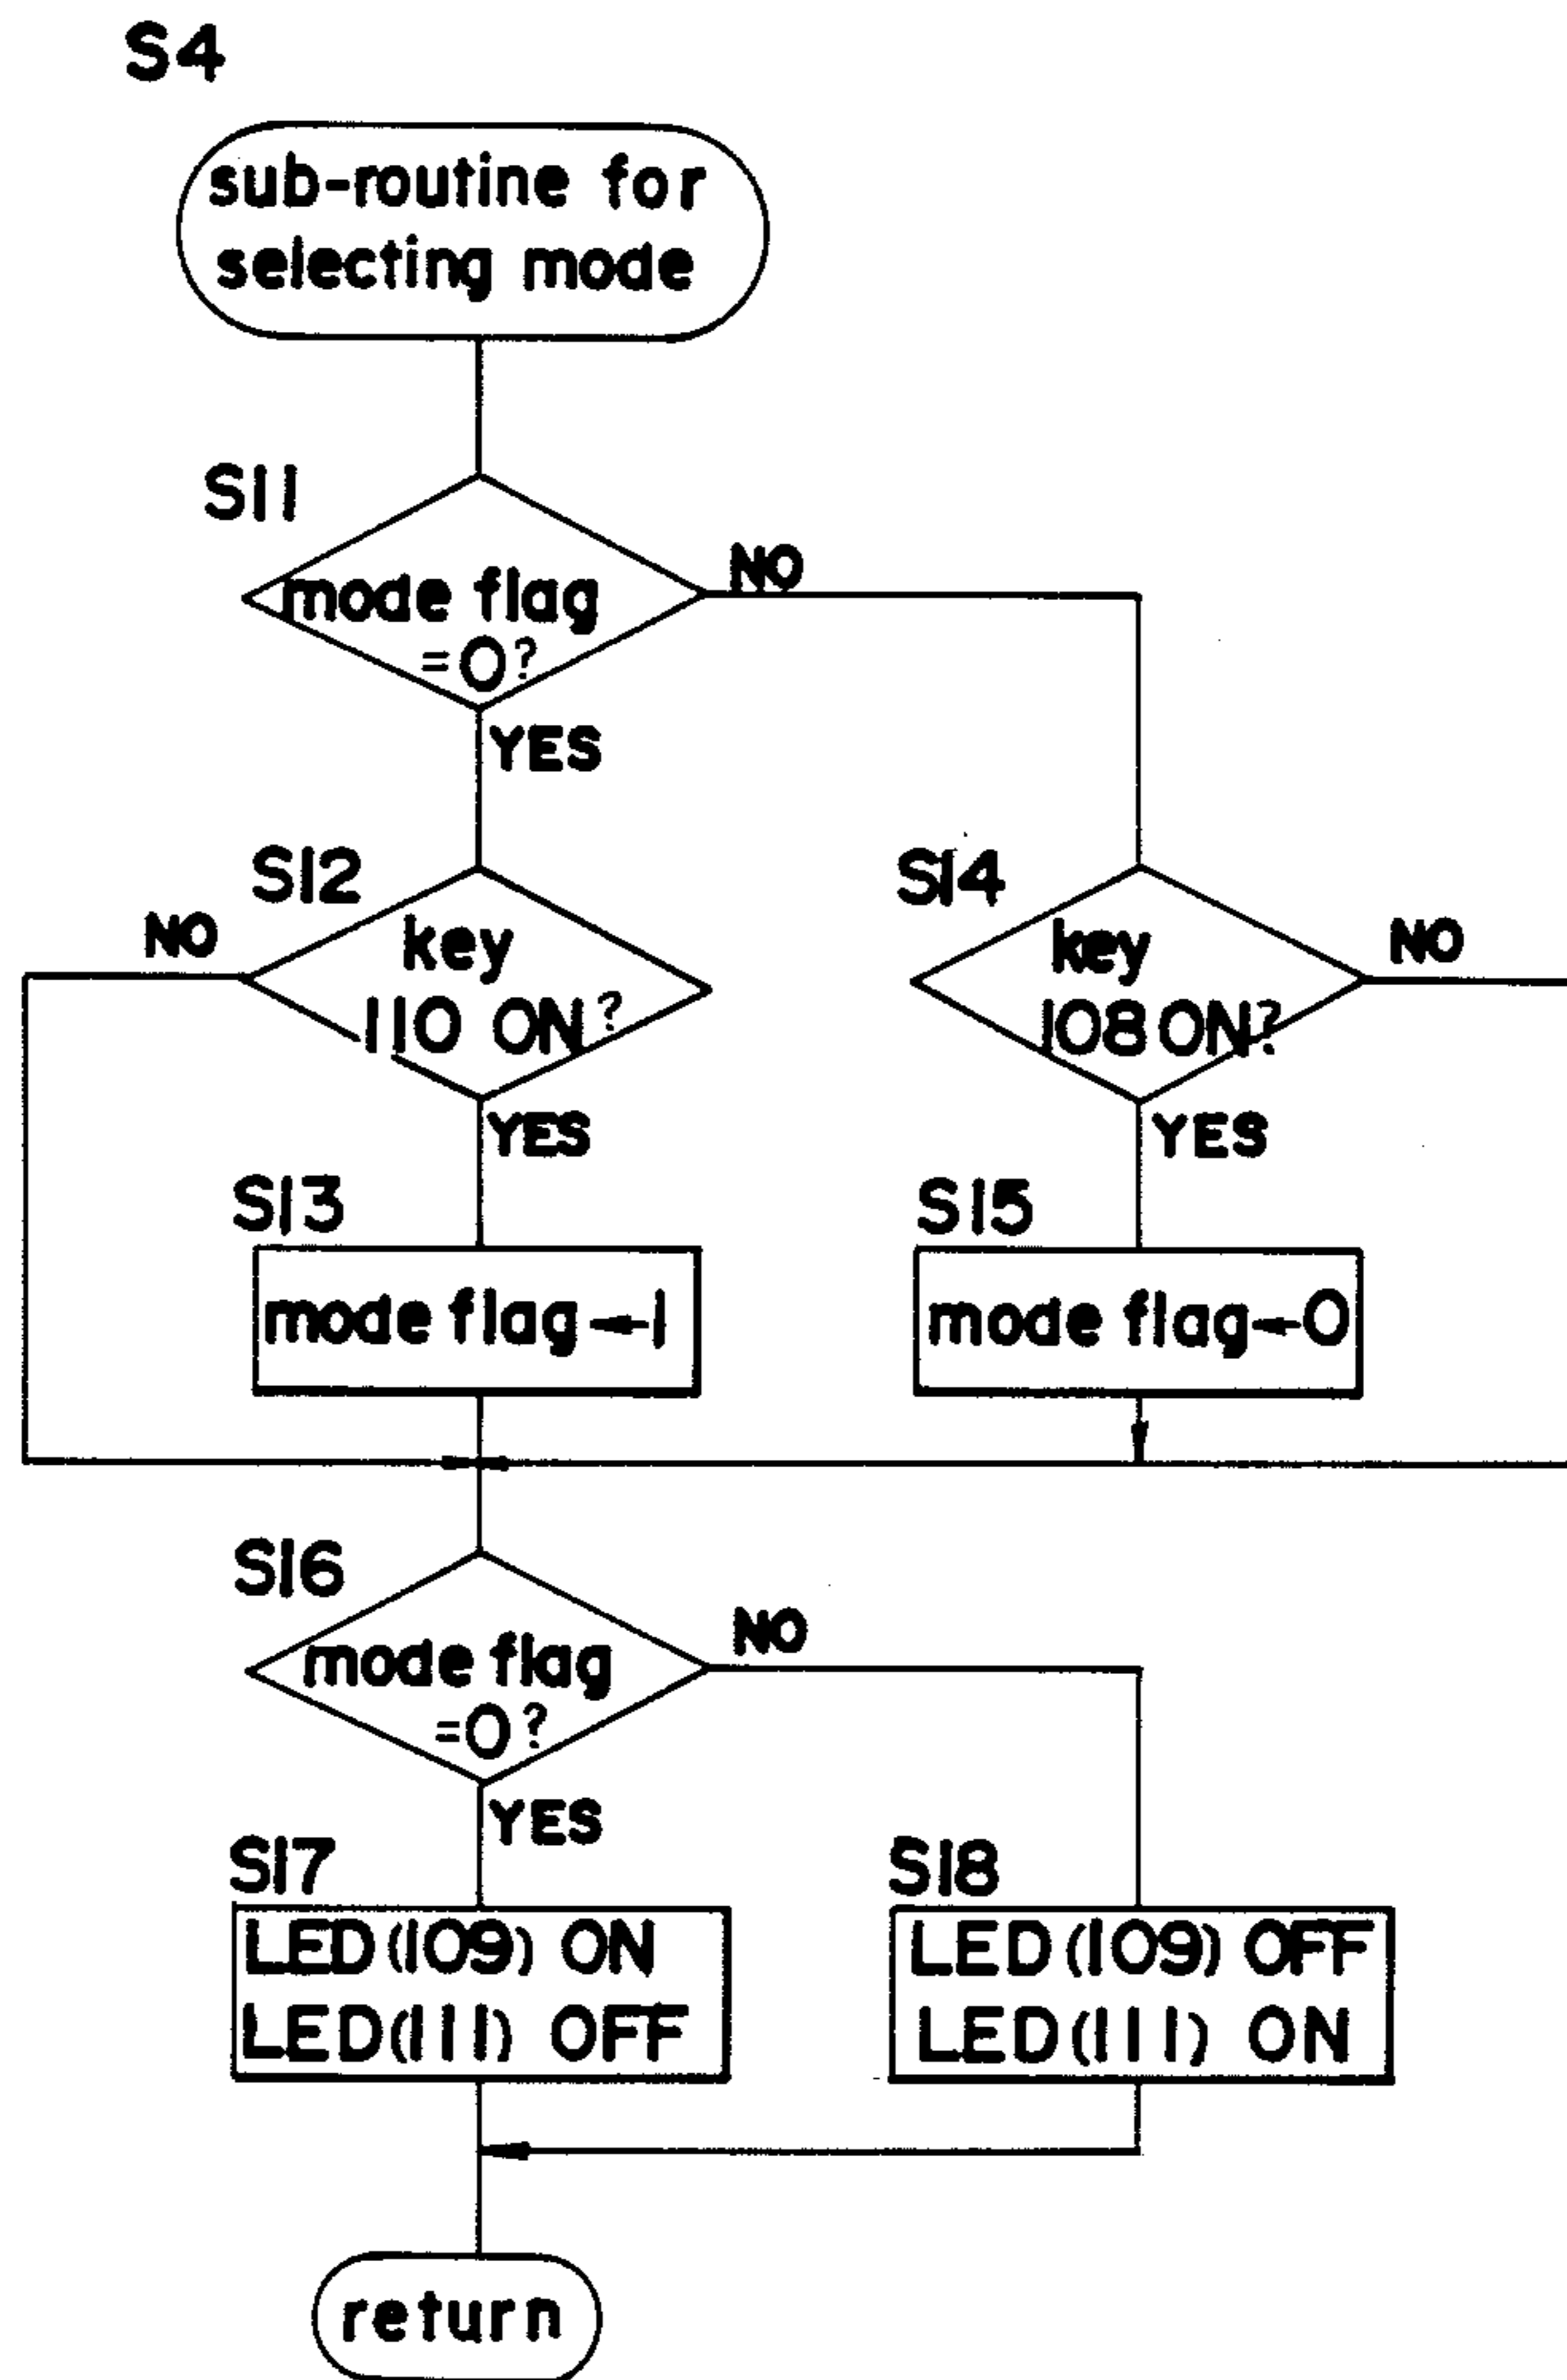 S4
sub-routine for
selecting mode
S11
mode flag
=0?
NO
YES
S12
key
110 ON?
NO
YES
S14
key
108 ON?
NO
YES
S13
mode flag←1
S15
mode flag←0
S16
mode flag
=0?
NO
YES
S17
LED(109) ON
LED(111) OFF
S18
LED(109) OFF
LED(111) ON
return